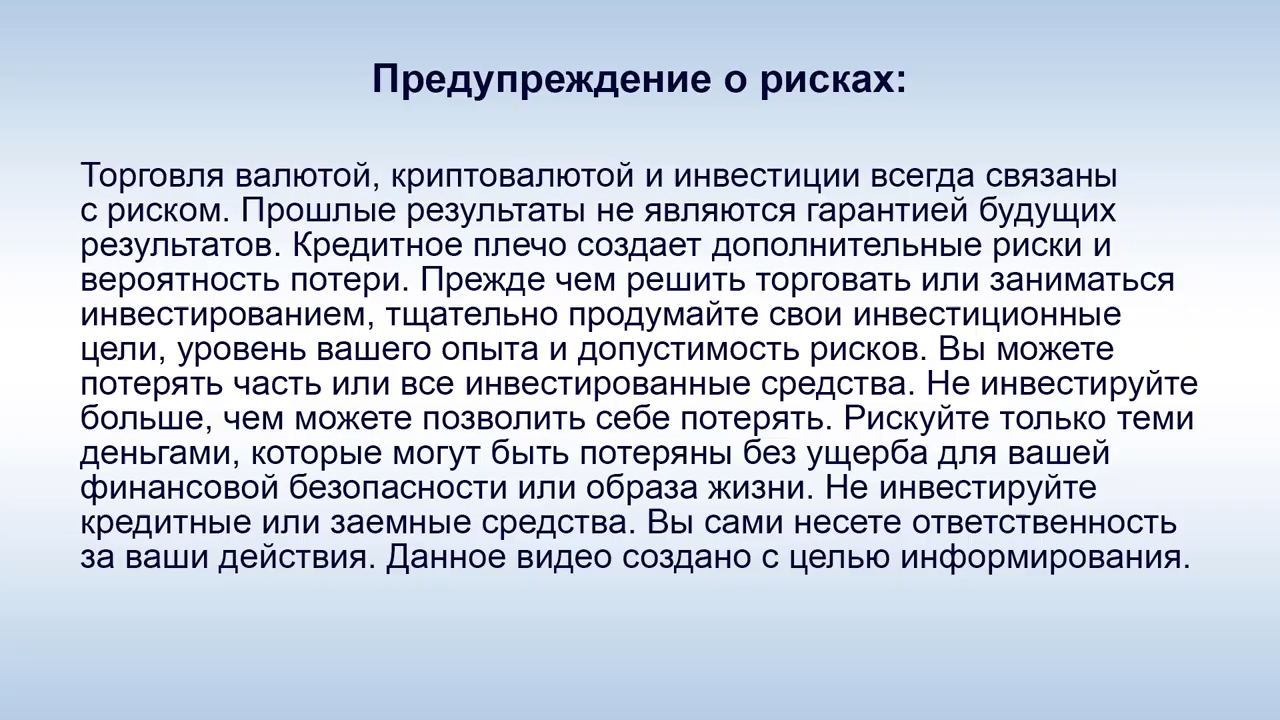 Предупреждение о рисках:
Торговля валютой, криптовалютой и инвестиции всегда связаны
с риском. Прошлые результаты не являются гарантией будущих
результатов. Кредитное плечо создает дополнительные риски и
вероятность потери. Прежде чем решить торговать или заниматься
инвестированием, тщательно продумайте свои инвестиционные
цели, уровень вашего опыта и допустимость рисков. Вы можете
потерять часть или все инвестированные средства. Не инвестируйте
больше, чем можете позволить себе потерять. Рискуйте только теми
деньгами, которые могут быть потеряны без ущерба для вашей
финансовой безопасности или образа жизни. Не инвестируйте
кредитные или заемные средства. Вы сами несете ответственность
за ваши действия. Данное видео создано с целью информирования.